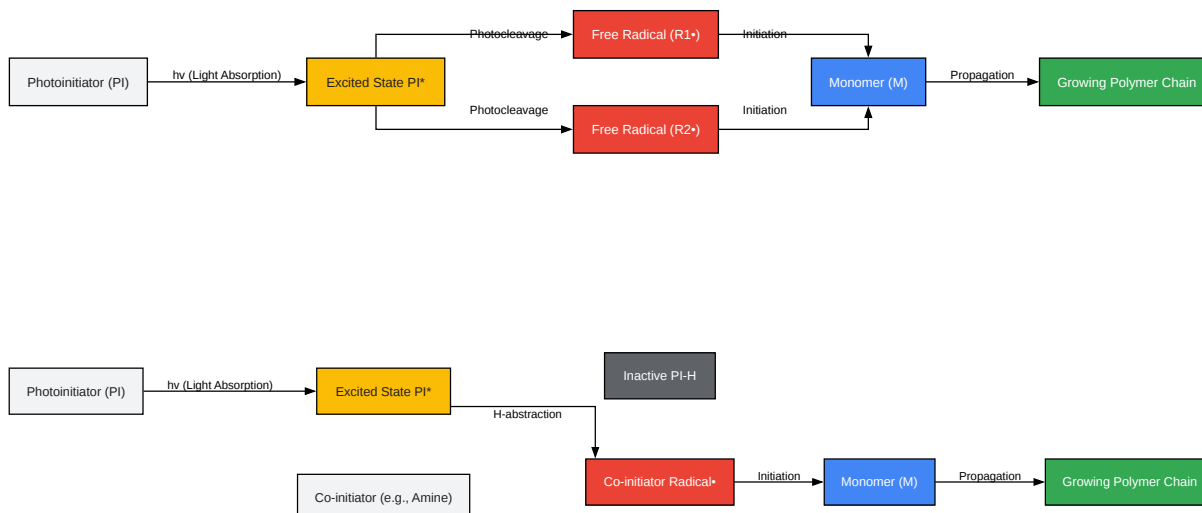 Photocleavage
Free Radical (R1•)
Initiation
Photoinitiator (PI)
hv (Light Absorption)
Excited State PI*
Monomer (M)
Propagation
Growing Polymer Chain
Photocleavage
Free Radical (R2•)
Initiation
Inactive PI-H
Photoinitiator (PI)
hv (Light Absorption)
Excited State PI*
H-abstraction
Co-initiator (e.g., Amine)
Co-initiator Radical•
Initiation
Monomer (M)
Propagation
Growing Polymer Chain